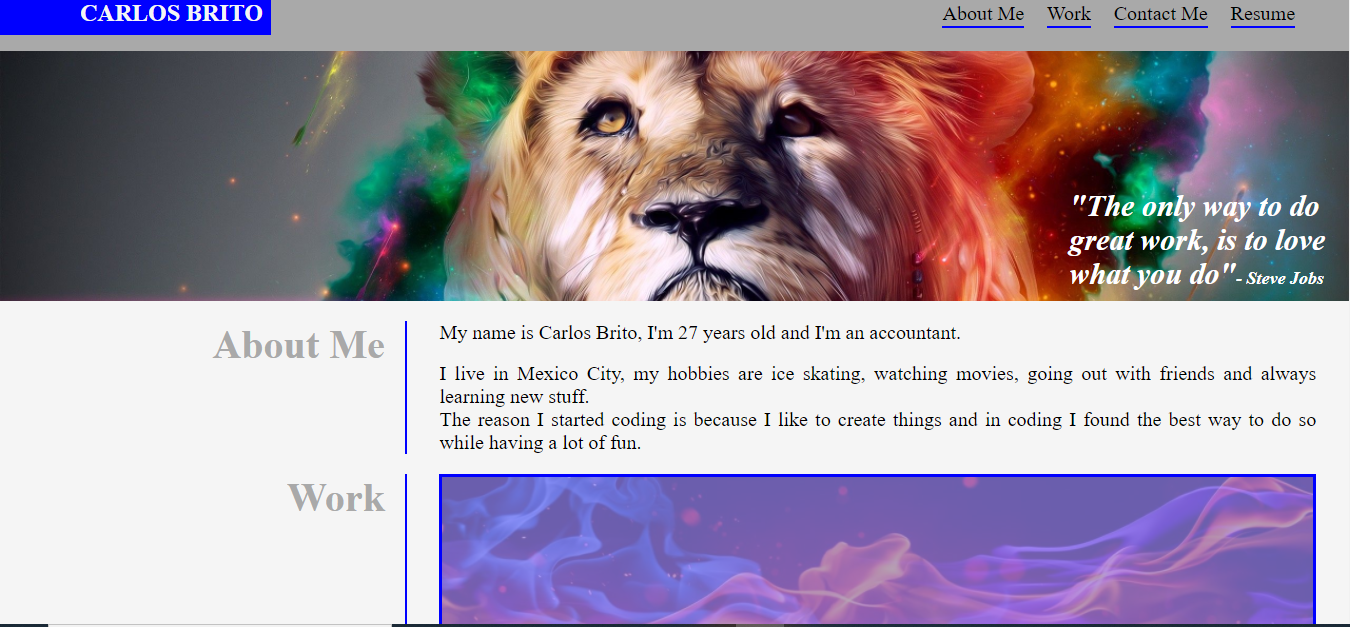 CARLOS BRITO
About Me Work Contact Me Resume
"The only way to do
great work, is to love
what you do"- Steve Jobs
About Me
My name is Carlos Brito, I'm 27 years old and I'm an accountant.
I live in Mexico City, my hobbies are ice skating, watching movies, going out with friends and always
learning new stuff.
The reason I started coding is because I like to create things and in coding I found the best way to do so
while having a lot of fun.
Work